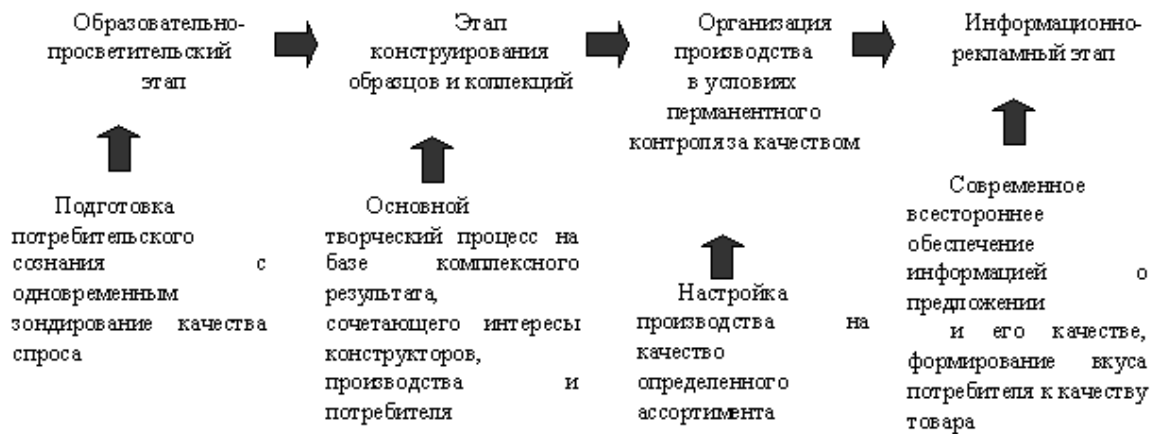 Образовательно-
просветительский
этап
Этап
конструирования
образцов и коллекций
Организация
производства
в условиях
перманентного
контроля за качеством
Информационно-
рекламный этап
Подготовка
потребительского
сознания с
одновременным
зондирование качества
спроса
Основной
творческий процесс на
базе комплексного
результата,
сочетающего интересы
конструкторов,
производства и
потребителя
Настройка
производства на
качество
определенного
ассортимента
Современное
всестороннее
обеспечение
информацией о
предложении
и его качестве,
формирование вкуса
потребителя к качеству
товара